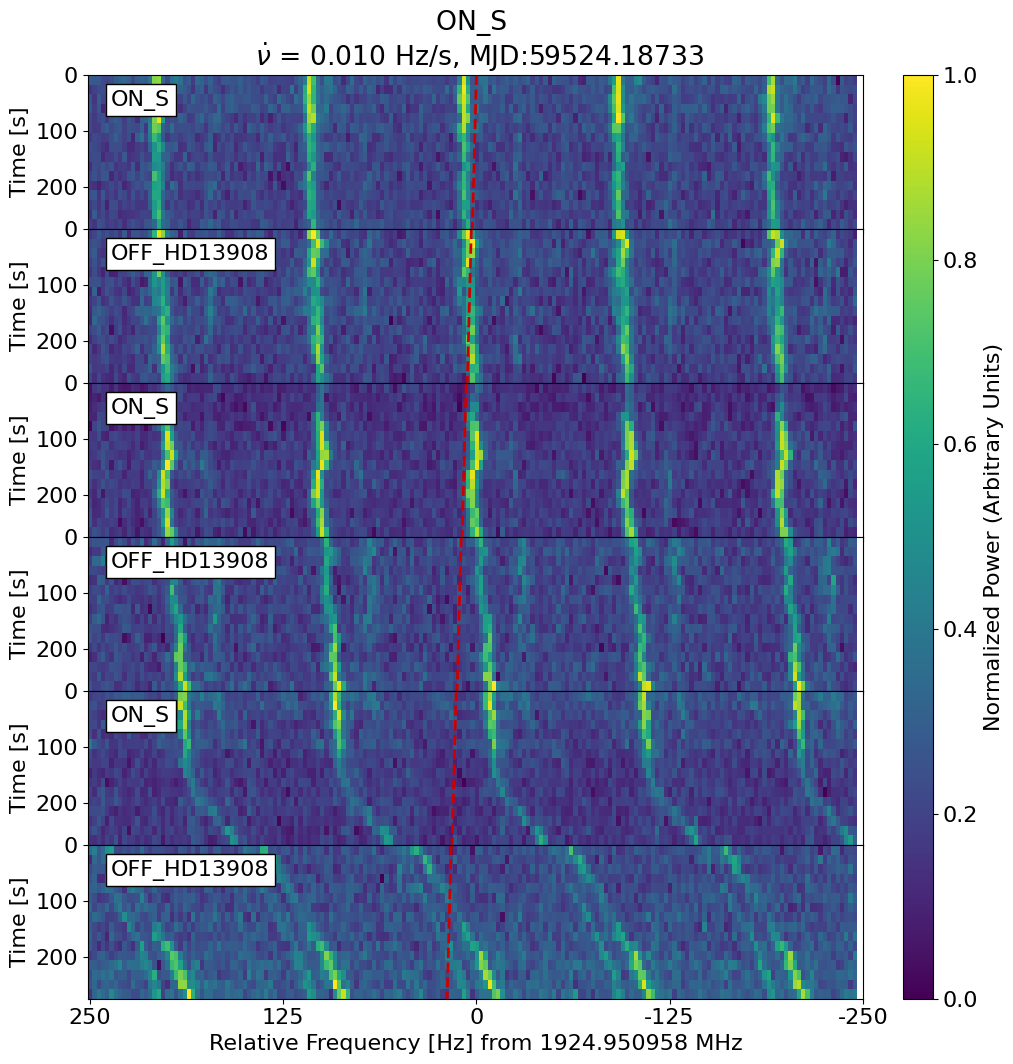 ON_S
ν̇ = 0.010 Hz/s, MJD:59524.18733
0
ON_S
100
Time [s]
200
0
OFF_HD13908
100
Time [s]
200
0
ON_S
100
Time [s]
200
0
OFF_HD13908
100
Time [s]
200
0
ON_S
100
Time [s]
200
0
OFF_HD13908
100
Time [s]
200
250 125 0 -125 -250
Relative Frequency [Hz] from 1924.950958 MHz
1.0
0.8
0.6
0.4
0.2
0.0
Normalized Power (Arbitrary Units)